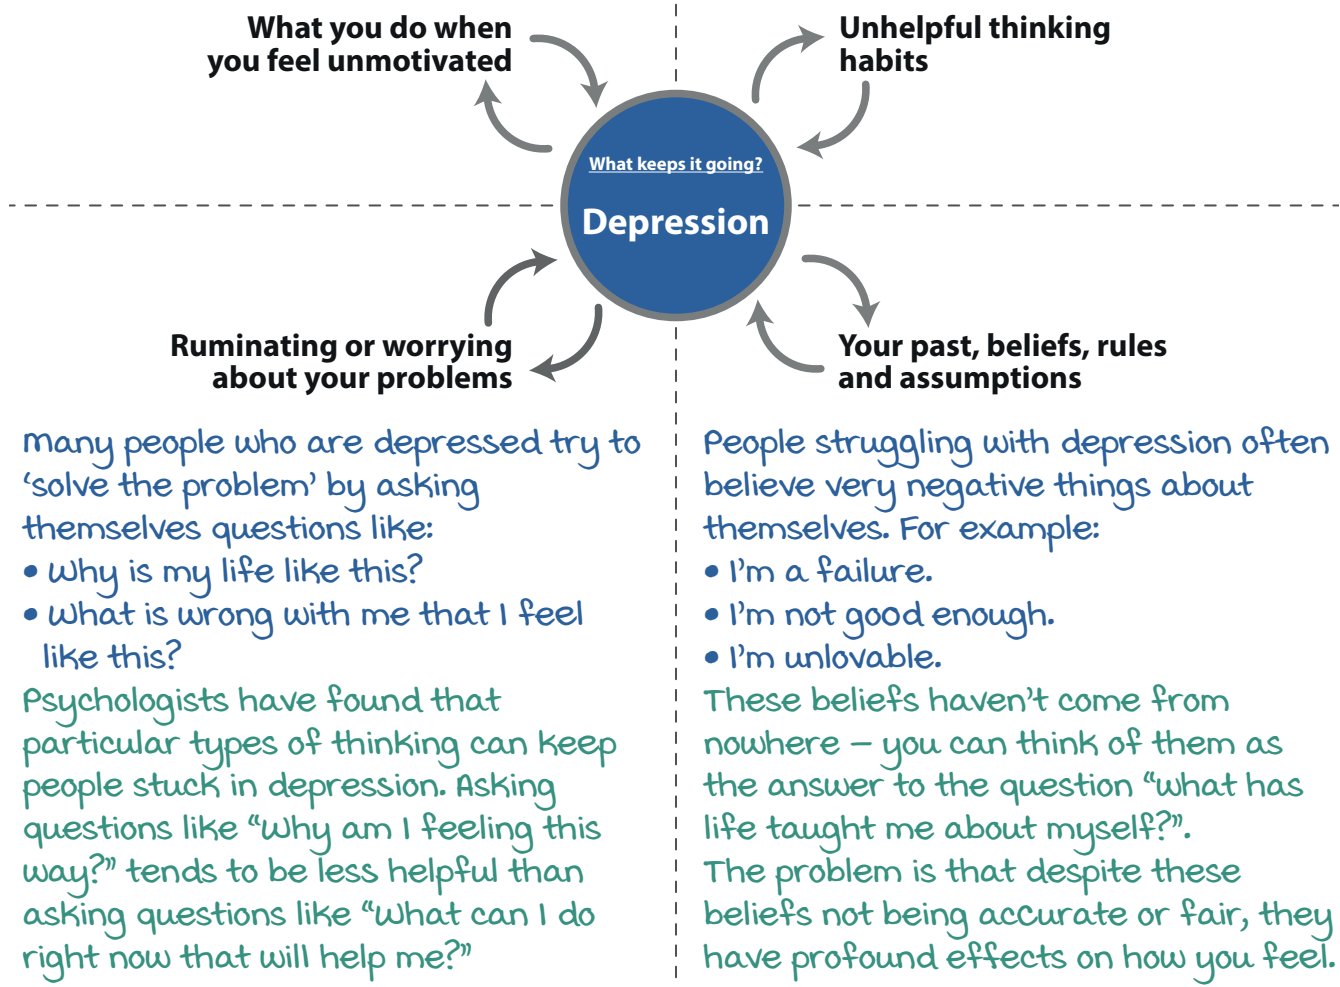 What you do when
you feel unmotivated
Unhelpful thinking
habits
What keeps it going?
Depression
Ruminating or worrying
about your problems
Your past, beliefs, rules
and assumptions
Many people who are depressed try to
‘solve the problem’ by asking
themselves questions like:
• Why is my life like this?
• What is wrong with me that I feel
like this?
Psychologists have found that
particular types of thinking can keep
people stuck in depression. Asking
questions like “Why am I feeling this
way?” tends to be less helpful than
asking questions like “What can I do
right now that will help me?”
People struggling with depression often
believe very negative things about
themselves. For example:
• I’m a failure.
• I’m not good enough.
• I’m unlovable.
These beliefs haven’t come from
nowhere – you can think of them as
the answer to the question “what has
life taught me about myself?”.
The problem is that despite these
beliefs not being accurate or fair, they
have profound effects on how you feel.